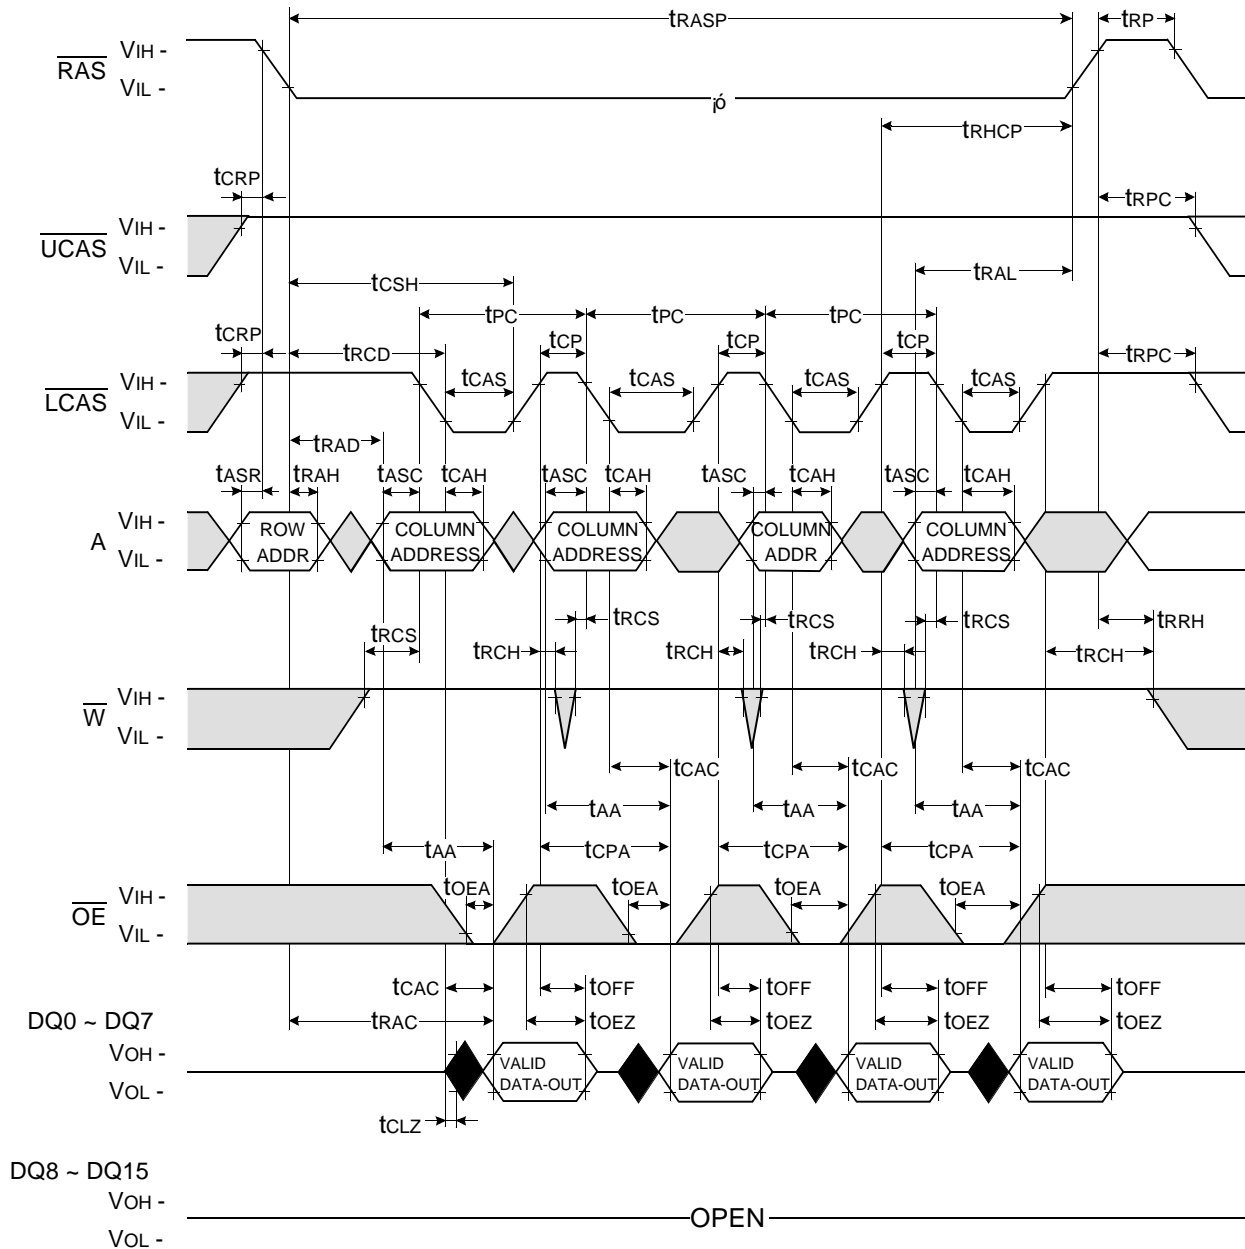 tRASP
tRP
RAS
VIH -
VIL -
¡ó
tRHCP
tCRP
tRPC
UCAS
VIH -
VIL -
tRAL
tCSH
tPC tPC tPC
tCRP
tCP tCP tCP
tRCD
tRPC
LCAS
VIH -
VIL -
tCAS tCAS tCAS tCAS
tRAD
tASR tRAH tASC tCAH tASC tCAH tASC tCAH tASC tCAH
A
VIH -
VIL -
ROW
ADDR
COLUMN
ADDRESS
COLUMN
ADDRESS
COLUMN
ADDR
COLUMN
ADDRESS
tRCS tRCS tRCS tRCS tRRH
tRCH tRCH tRCH tRCH
W
VIH -
VIL -
tCAC tCAC tCAC
tAA tAA tAA
tAA tCPA tCPA tCPA
tOEA tOEA tOEA tOEA
OE
VIH -
VIL -
tCAC tOFF tOFF tOFF tOFF
tRAC tOEZ tOEZ tOEZ tOEZ
DQ0 ~ DQ7
VOH -
VOL -
VALID
DATA-OUT
VALID
DATA-OUT
VALID
DATA-OUT
VALID
DATA-OUT
tCLZ
DQ8 ~ DQ15
VOH -
VOL -
OPEN